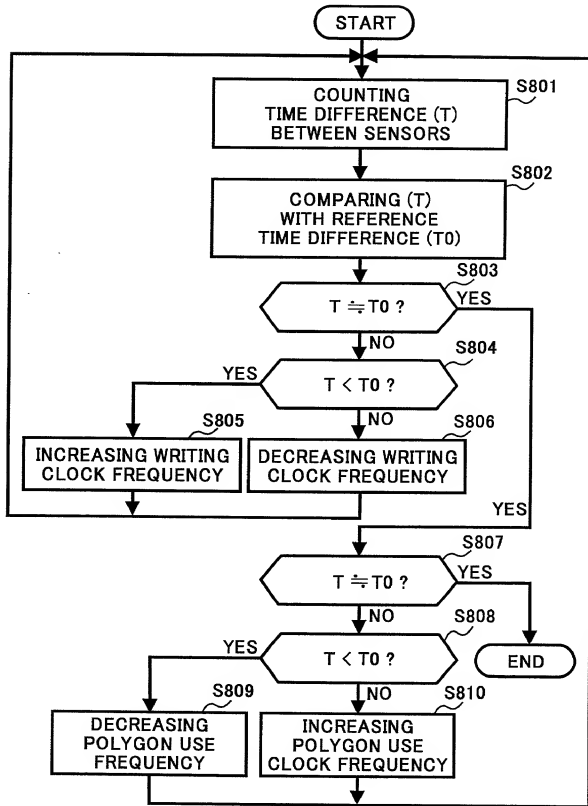 START
S801
COUNTING
TIME DIFFERENCE (T)
BETWEEN SENSORS
S802
COMPARING (T)
WITH REFERENCE
TIME DIFFERENCE (T0)
S803
T ≒ T0 ?
YES
NO
S804
YES
T < T0 ?
NO
S805
INCREASING WRITING
CLOCK FREQUENCY
S806
DECREASING WRITING
CLOCK FREQUENCY
YES
S807
T ≒ T0 ?
YES
NO
S808
YES
T < T0 ?
END
NO
S809
DECREASING
POLYGON USE
FREQUENCY
S810
INCREASING
POLYGON USE
CLOCK FREQUENCY